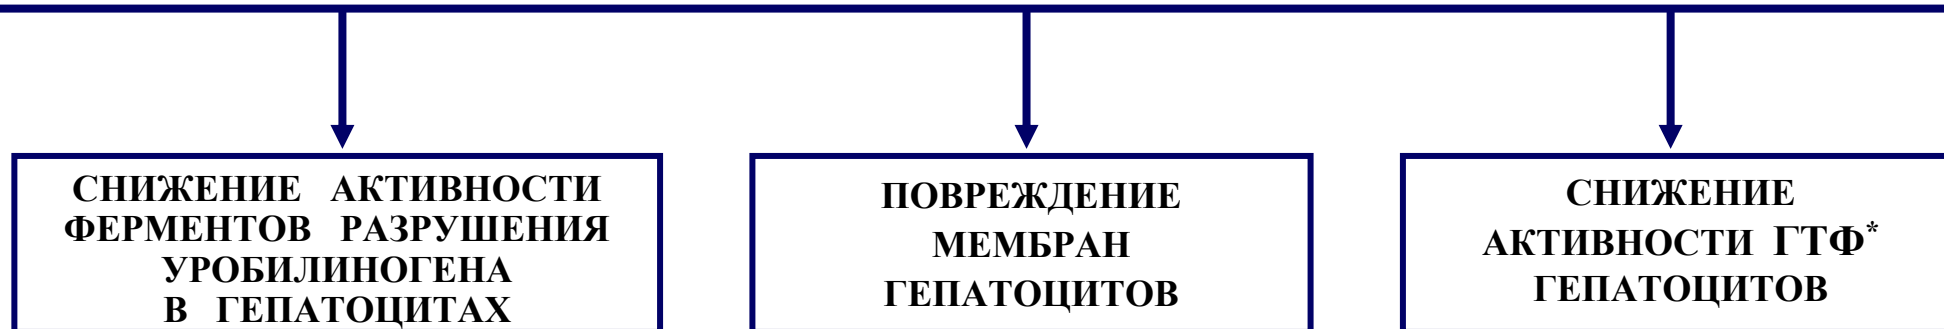 СНИЖЕНИЕ АКТИВНОСТИ
ФЕРМЕНТОВ РАЗРУШЕНИЯ
УРОБИЛИНОГЕНА
В ГЕПАТОЦИТАХ
ПОВРЕЖДЕНИЕ
МЕМБРАН
ГЕПАТОЦИТОВ
СНИЖЕНИЕ
АКТИВНОСТИ ГТФ*
ГЕПАТОЦИТОВ